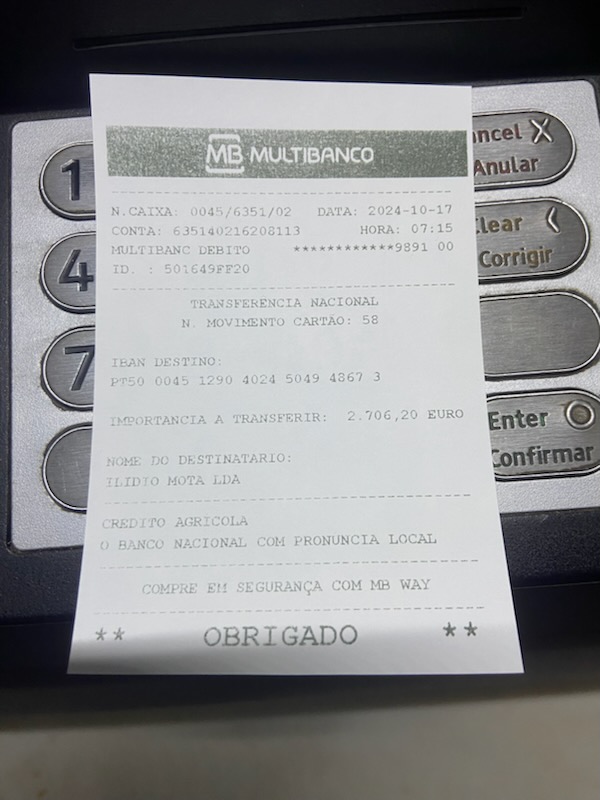 MB MULTIBANCO
N.CAIXA: 0045/6351/02 DATA: 2024-10-17
CONTA: 635140216208113 HORA: 07:15
MULTIBANC DEBITO ************9891 00
ID. : 501649FF20
TRANSFERENCIA NACIONAL
N. MOVIMENTO CARTÃO: 58
IBAN DESTINO:
PT50 0045 1290 4024 5049 4867 3
IMPORTANCIA A TRANSFERIR: 2.706,20 EURO
NOME DO DESTINATARIO:
ILIDIO MOTA LDA
CREDITO AGRICOLA
O BANCO NACIONAL COM PRONUNCIA LOCAL
COMPRE EM SEGURANÇA COM MB WAY
** OBRIGADO **
1
4
7
ncel X
Anular
lear <
Corrigir
Enter O
Confirmar